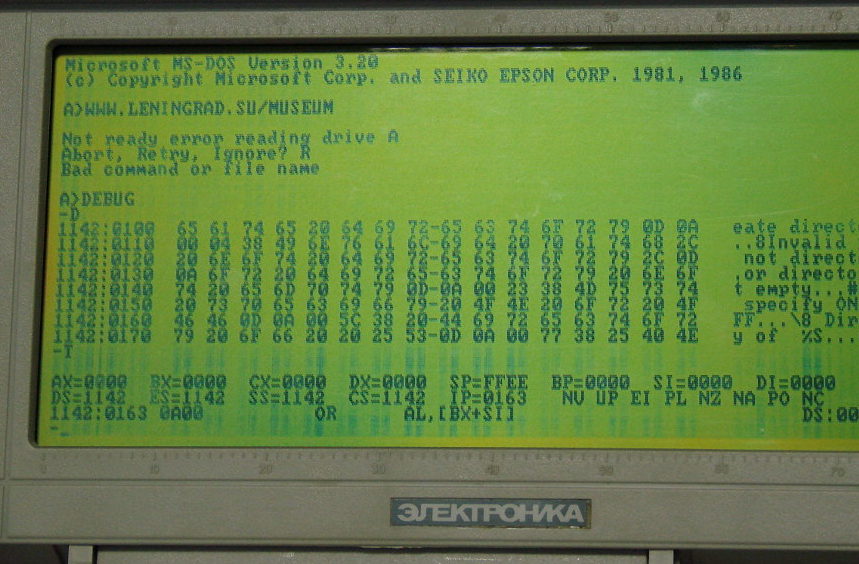 Microsoft MS-DOS Version 3.20
(c) Copyright Microsoft Corp. and SEIKO EPSON CORP. 1981, 1986
A>WWW.LENINGRAD.SU/MUSEUM
Not ready error reading drive A
Abort, Retry, Ignore? R
Bad command or file name
A>DEBUG
-D
1142:0100 65 61 74 65 20 64 69 72-65 63 74 6F 72 79 0D 0A eate directo
1142:0110 00 04 38 49 6E 76 61 6C-69 64 20 70 61 74 68 2C ..8Invalid
1142:0120 20 6E 6F 74 20 64 69 72-65 63 74 6F 72 79 2C 0D not directo
1142:0130 0A 6F 72 20 64 69 72 65-63 74 6F 72 79 20 6E 6F .or directo
1142:0140 74 20 65 6D 70 74 79 0D-0A 00 23 38 4D 75 73 74 t empty...#
1142:0150 20 73 70 65 63 69 66 79-20 4F 4E 20 6F 72 20 4F specify ON
1142:0160 46 46 0D 0A 00 5C 38 20-44 69 72 65 63 74 6F 72 FF...\8 Dir
1142:0170 79 20 6F 66 20 20 25 53-0D 0A 00 77 38 25 40 4E y of %S...
-T
AX=0000 BX=0000 CX=0000 DX=0000 SP=FFEE BP=0000 SI=0000 DI=0000
DS=1142 ES=1142 SS=1142 CS=1142 IP=0163 NV UP EI PL NZ NA PO NC
1142:0163 0A00 OR AL,[BX+SI] DS:00
-_
ЭЛЕКТРОНИКА